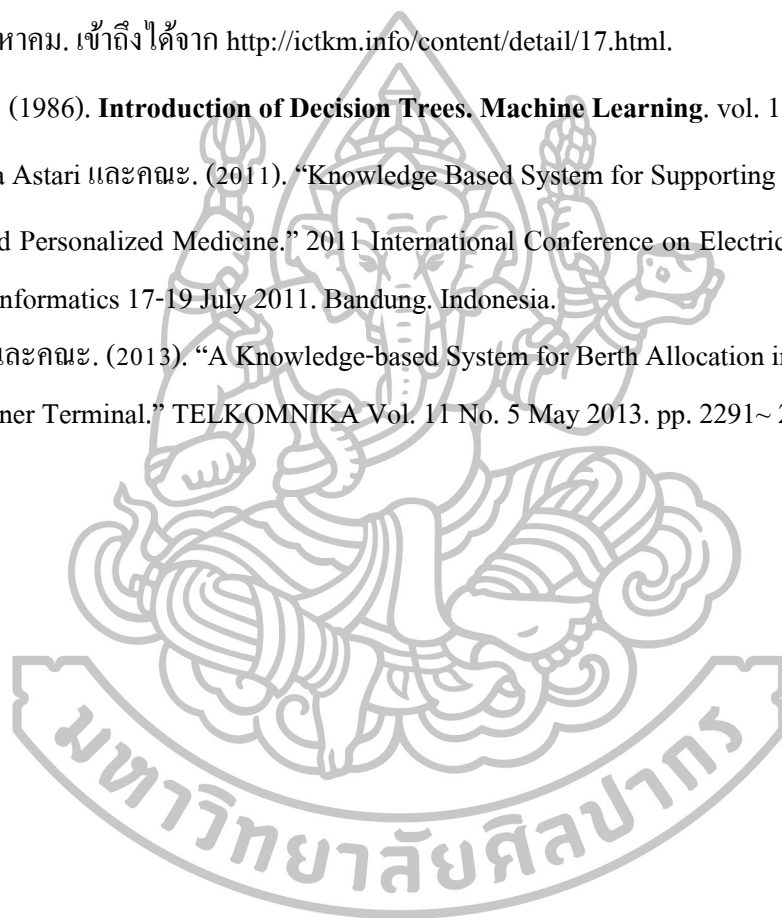 หาคม. เข้าถึงได้จาก http://ictkm.info/content/detail/17.html.
(1986). Introduction of Decision Trees. Machine Learning. vol. 1
a Astari และคณะ. (2011). “Knowledge Based System for Supporting
d Personalized Medicine.” 2011 International Conference on Electric
nformatics 17-19 July 2011. Bandung. Indonesia.
ละคณะ. (2013). “A Knowledge-based System for Berth Allocation in
ner Terminal.” TELKOMNIKA Vol. 11 No. 5 May 2013. pp. 2291~ 2
มหาวิทยาลัยศิลปากร